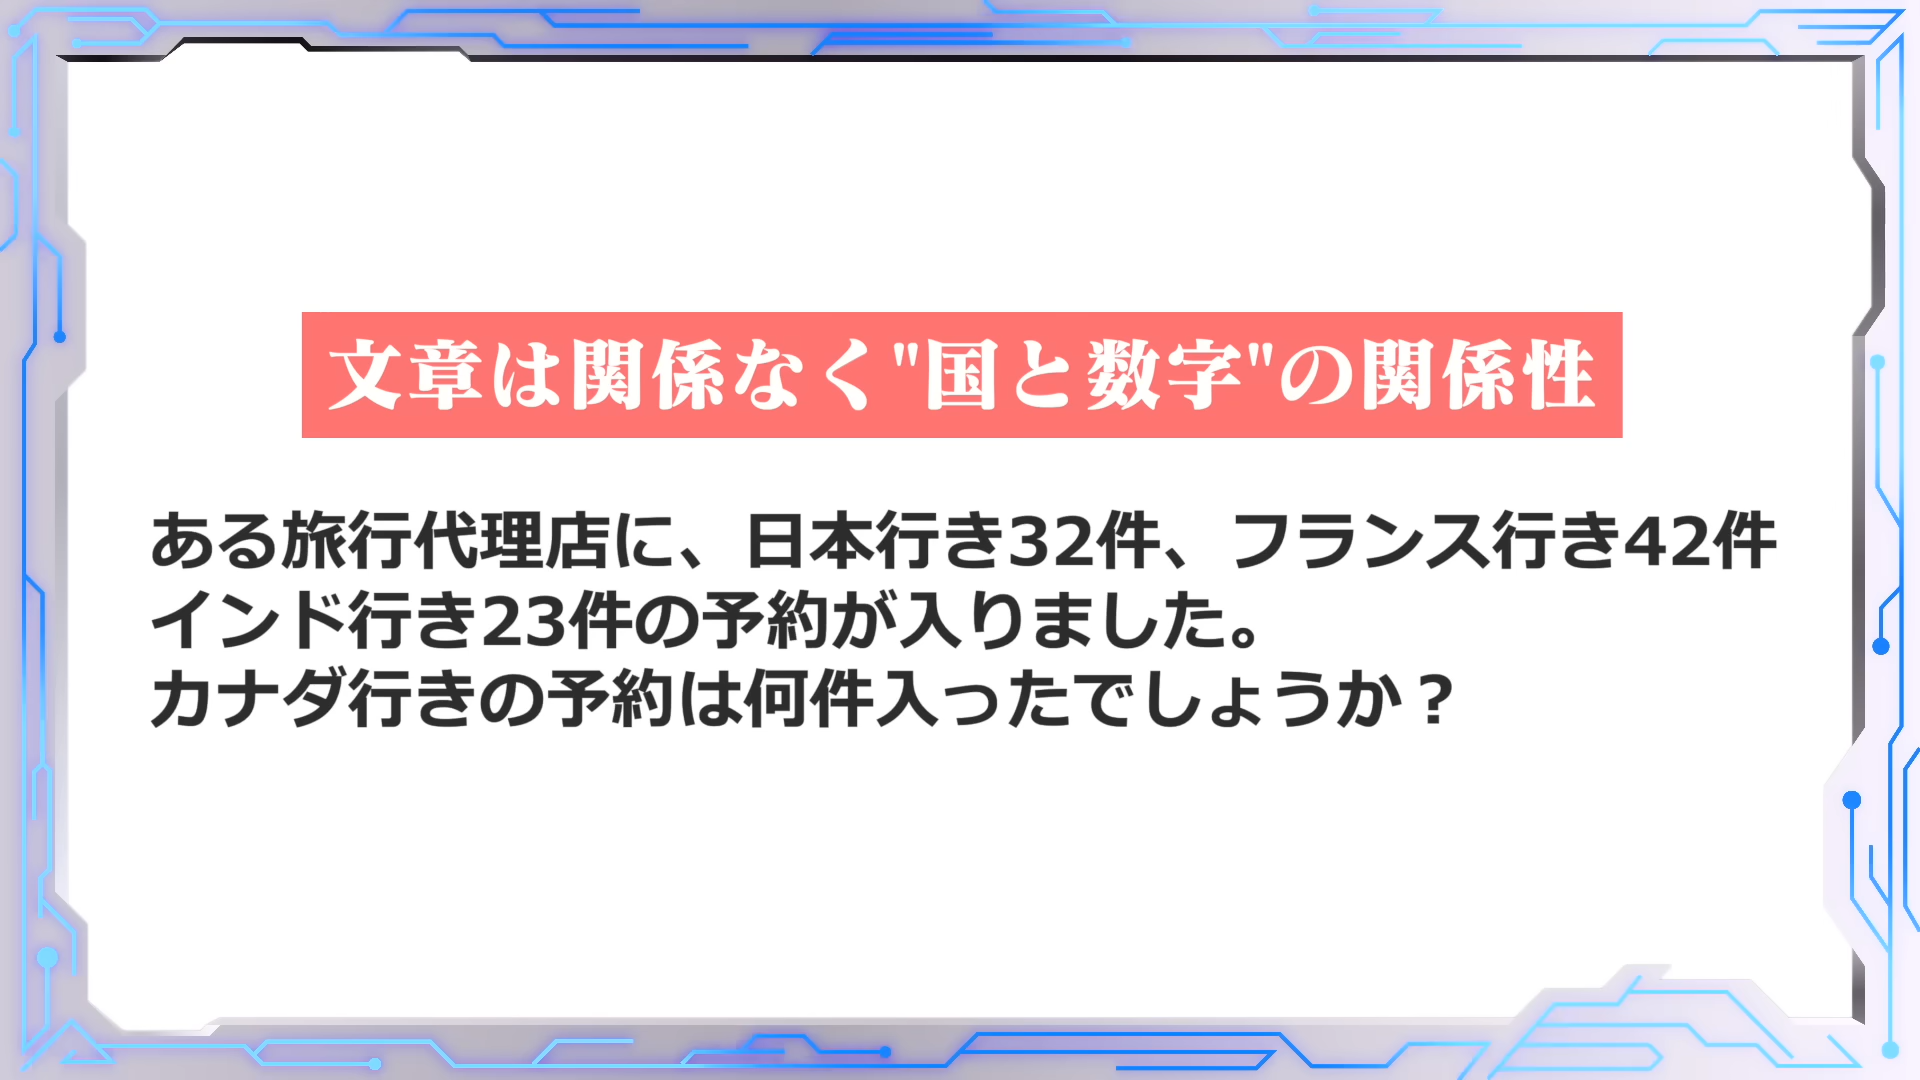 文章は関係なく"国と数字"の関係性
ある旅行代理店に、日本行き32件、フランス行き42件
インド行き23件の予約が入りました。
カナダ行きの予約は何件入ったでしょうか？